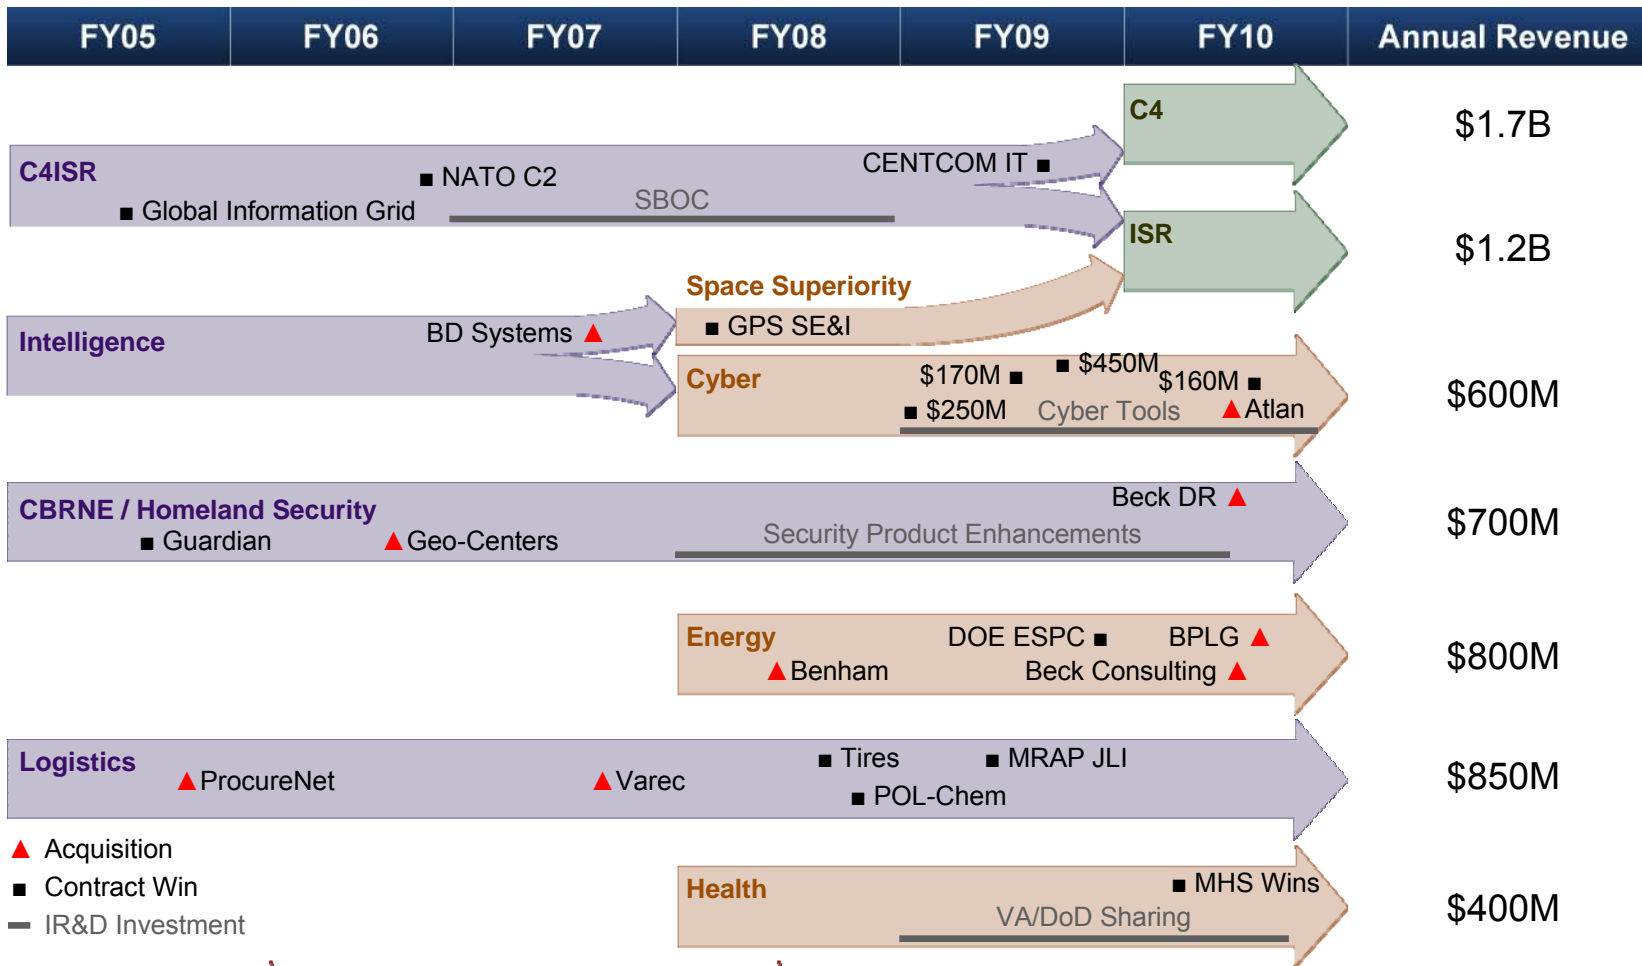 FY05 FY06 FY07 FY08 FY09 FY10 Annual Revenue
C4 $1.7B
C4ISR
■ NATO C2
CENTCOM IT ■
■ Global Information Grid
SBOC
ISR $1.2B
Space Superiority
■ GPS SE&I
Intelligence
BD Systems ▲
Cyber
$170M ■
■ $450M
$160M ■
■ $250M
Cyber Tools
▲ Atlan
$600M
CBRNE / Homeland Security
■ Guardian
▲ Geo-Centers
Security Product Enhancements
Beck DR ▲
$700M
Energy
DOE ESPC ■
BPLG ▲
▲ Benham
Beck Consulting ▲
$800M
Logistics
▲ ProcureNet
▲ Varec
■ Tires
■ MRAP JLI
■ POL-Chem
$850M
▲ Acquisition
■ Contract Win
IR&D Investment
Health
■ MHS Wins
VA/DoD Sharing
$400M